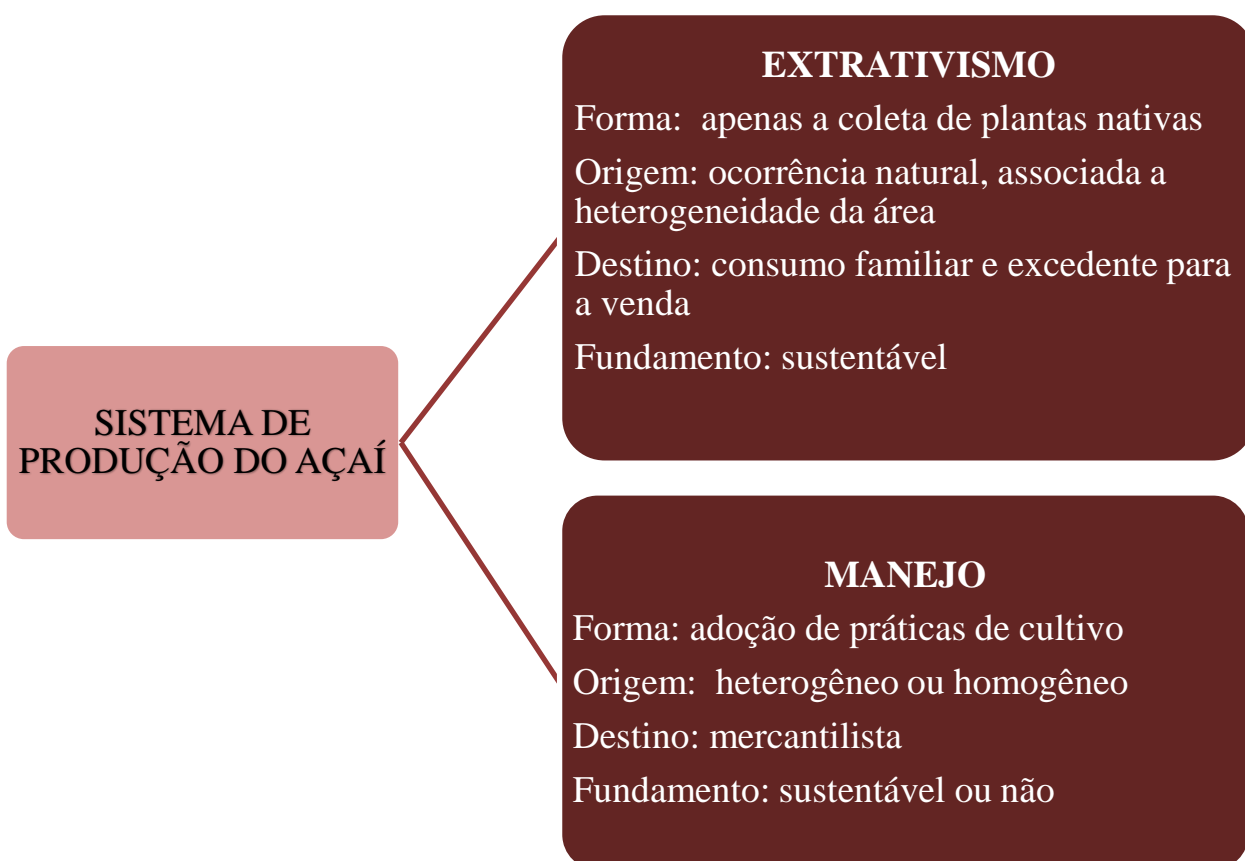 SISTEMA DE
PRODUÇÃO DO AÇAÍ
EXTRATIVISMO
Forma: apenas a coleta de plantas nativas
Origem: ocorrência natural, associada a
heterogeneidade da área
Destino: consumo familiar e excedente para
a venda
Fundamento: sustentável
MANEJO
Forma: adoção de práticas de cultivo
Origem: heterogêneo ou homogêneo
Destino: mercantilista
Fundamento: sustentável ou não